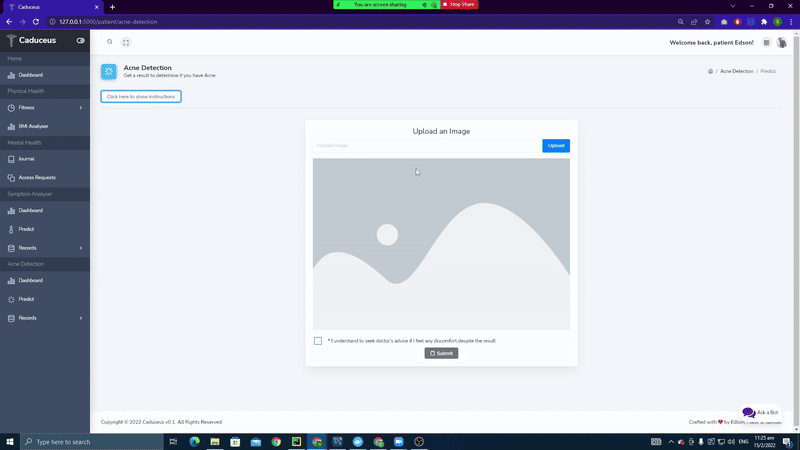 Caduceus
You are screen sharing
Stop Share
127.0.0.1:5000/patient/acne-detection
Caduceus
Welcome back, patient Edson!
Home
Dashboard
Physical Health
Fitness
BMI Analyser
Mental Health
Journal
Access Requests
Symptom Analyser
Dashboard
Predict
Records
Acne Detection
Dashboard
Predict
Records
Acne Detection
Get a result to determine if you have Acne
Acne Detection / Predict
Click here to show instructions
Upload an Image
Upload Image
Upload
* I understand to seek doctor's advice if I feel any discomfort despite the result
Submit
Ask a Bot
Copyright © 2022 Caduceus v0.1. All Rights Reserved.
Crafted with ❤ by Edson,
Type here to search
ENG
11:25 am
15/2/2022